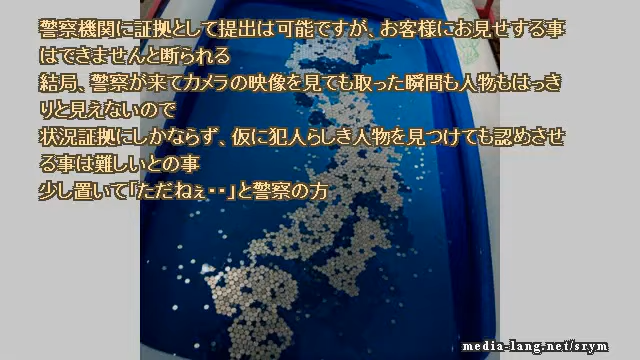 警察機関に証拠として提出は可能ですが、お客様にお見せする事
はできませんと断られる
結局、警察が来てカメラの映像を見ても取った瞬間も人物もはっき
りと見えないので
状況証拠にしかならず、仮に犯人らしき人物を見つけても認めさせ
る事は難しいとの事
少し置いて「ただねぇ・・」と警察の方
media-lang.net/srym